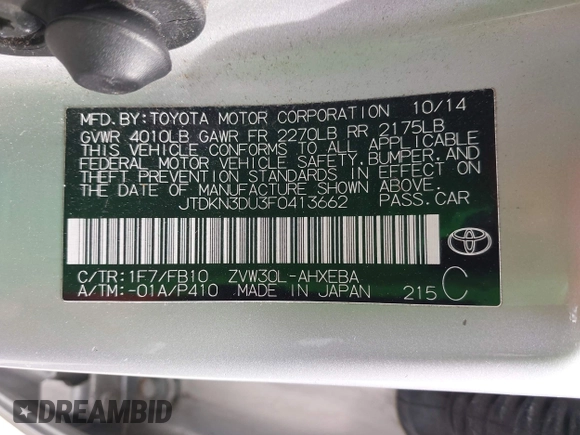 MFD. BY: TOYOTA MOTOR CORPORATION 10/14
GVWR 4010LB GAWR FR 2270LB RR 2175LB
THIS VEHICLE CONFORMS TO ALL APPLICABLE
FEDERAL MOTOR VEHICLE SAFETY, BUMPER, AND
THEFT PREVENTION STANDARDS IN EFFECT ON
THE DATE OF MANUFACTURE SHOWN ABOVE.
JTDKN3DU3F0413662 PASS. CAR
C/TR: 1F7/FB10 ZVW30L-AHXEBA
A/TM: -01A/P410 MADE IN JAPAN 215 C
TOYOTA
DREAMBID